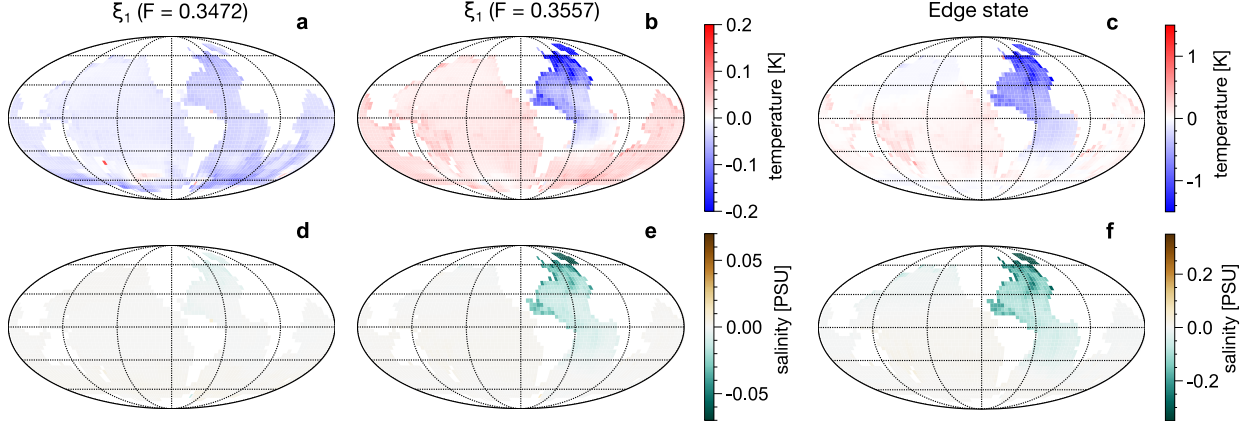 ξ₁ (F = 0.3472)
a
ξ₁ (F = 0.3557)
b
0.2
0.1
0.0
-0.1
-0.2
temperature [K]
Edge state
c
1
0
-1
temperature [K]
d
e
0.05
0.00
-0.05
salinity [PSU]
f
0.2
0.0
-0.2
salinity [PSU]